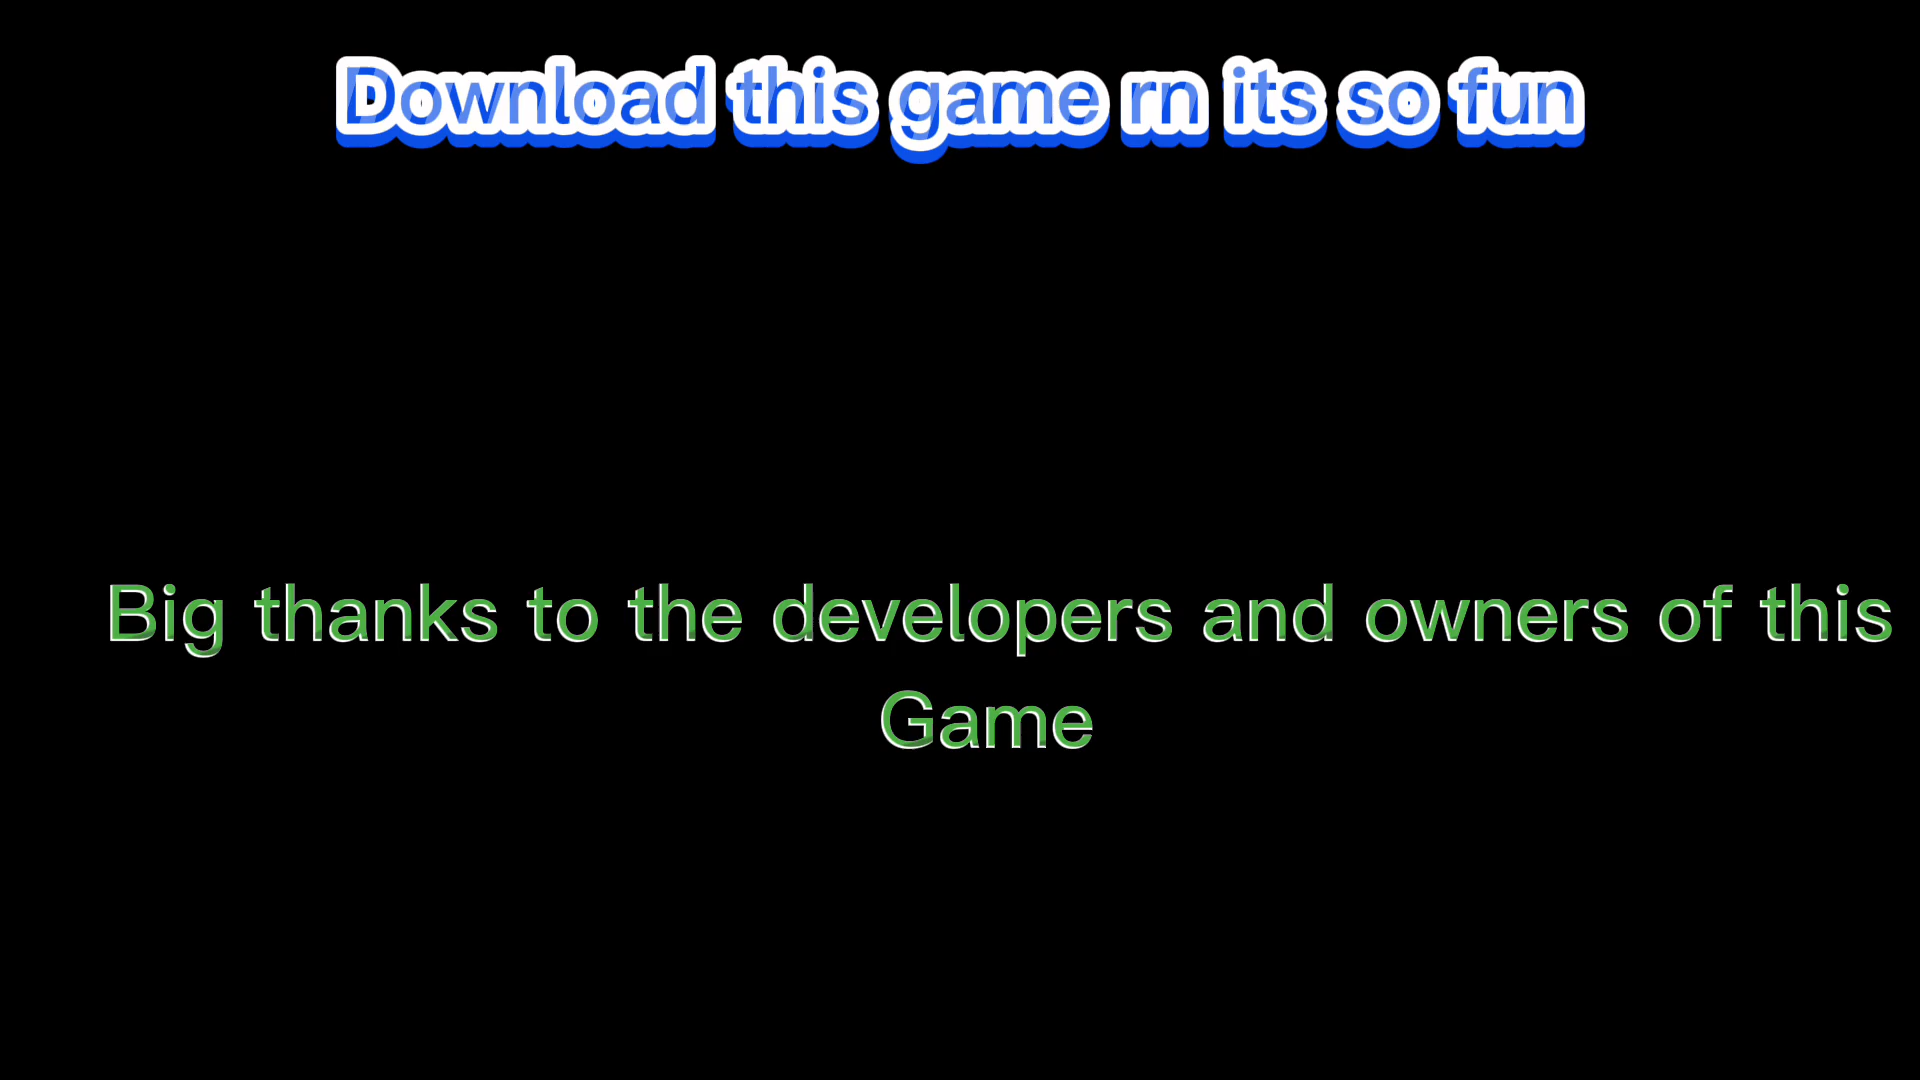 Download this game rn its so fun
Big thanks to the developers and owners of this
Game